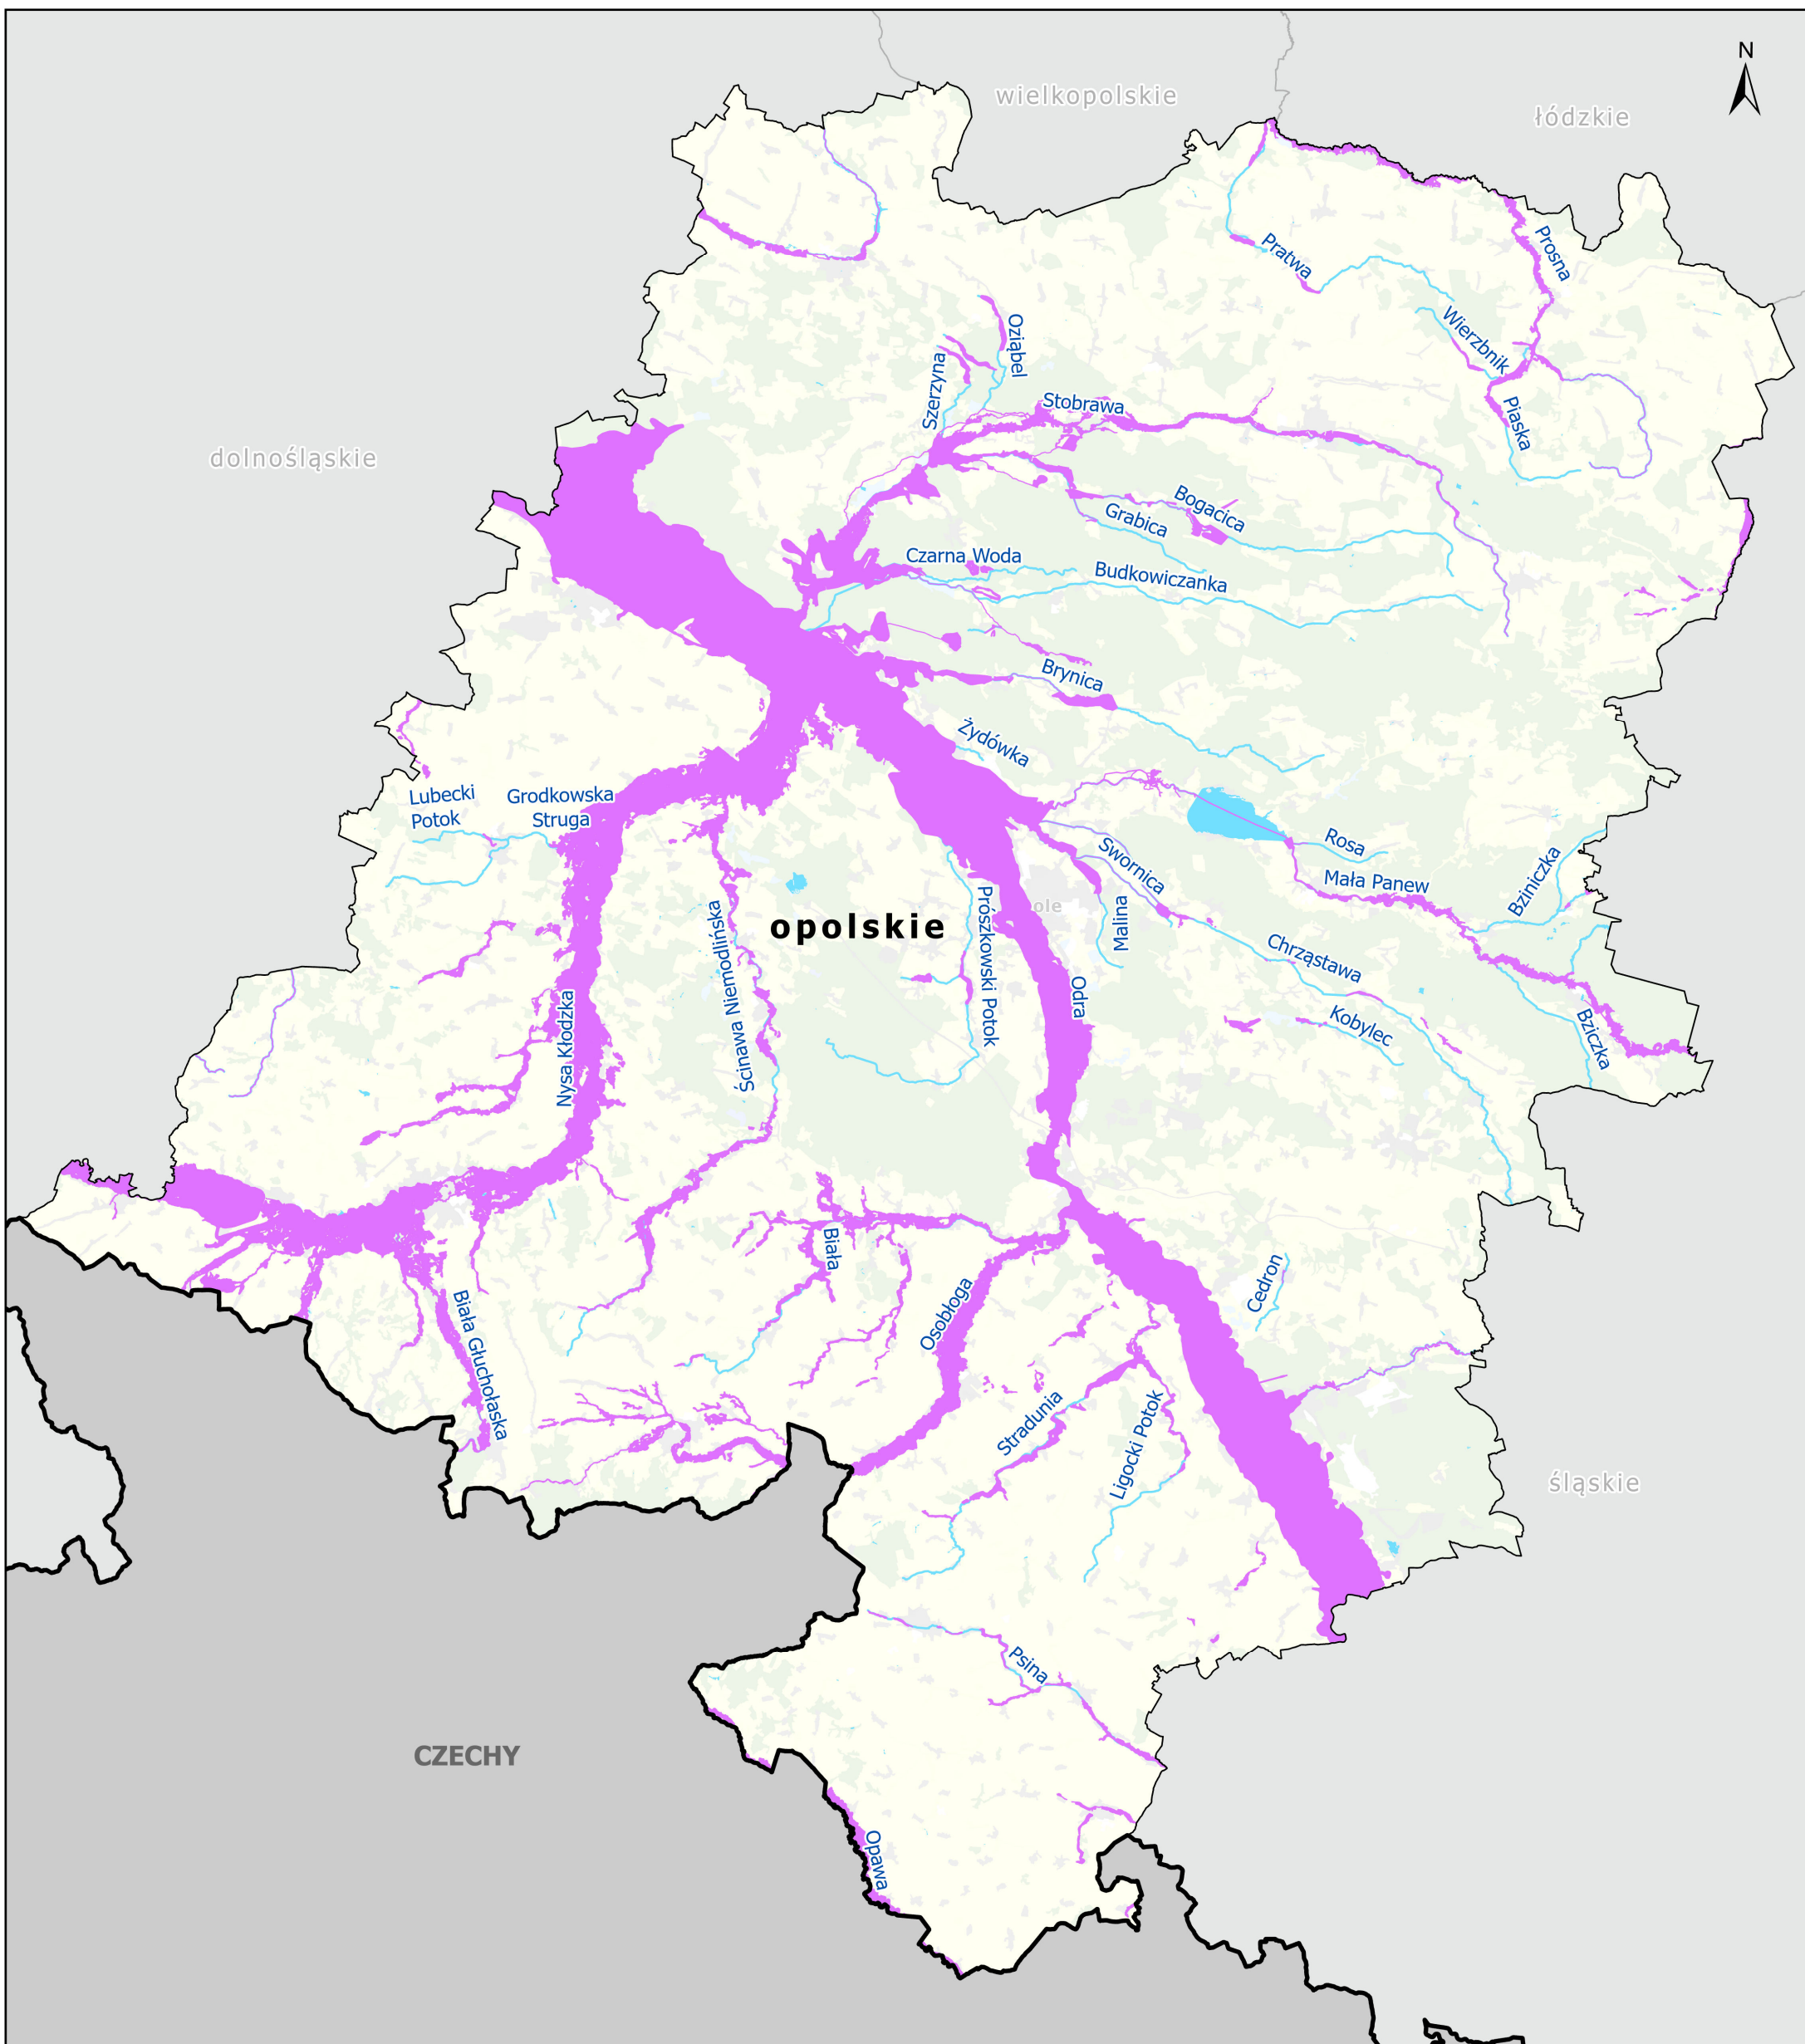 N
wielkopolskie
łódzkie
Prosna
Pratwa
Wierzbnik
Oziąbel
Szerzyna
Stobrawa
Piaska
dolnośląskie
Bogacica
Grabica
Czarna Woda
Budkowiczanka
Brynica
Żydówka
Lubecki
Potok
Grodkowska
Struga
Rosa
Swornica
Mała Panew
Bziniczka
ole
opolskie
Malina
Prószkowski Potok
Ścinawa Niemodlińska
Chrząstawa
Odra
Nysa Kłodzka
Kobylec
Bziczka
Biała
Cedron
Osobłoga
Biała Głuchołaska
Stradunia
Ligocki Potok
śląskie
Psina
CZECHY
Opawa